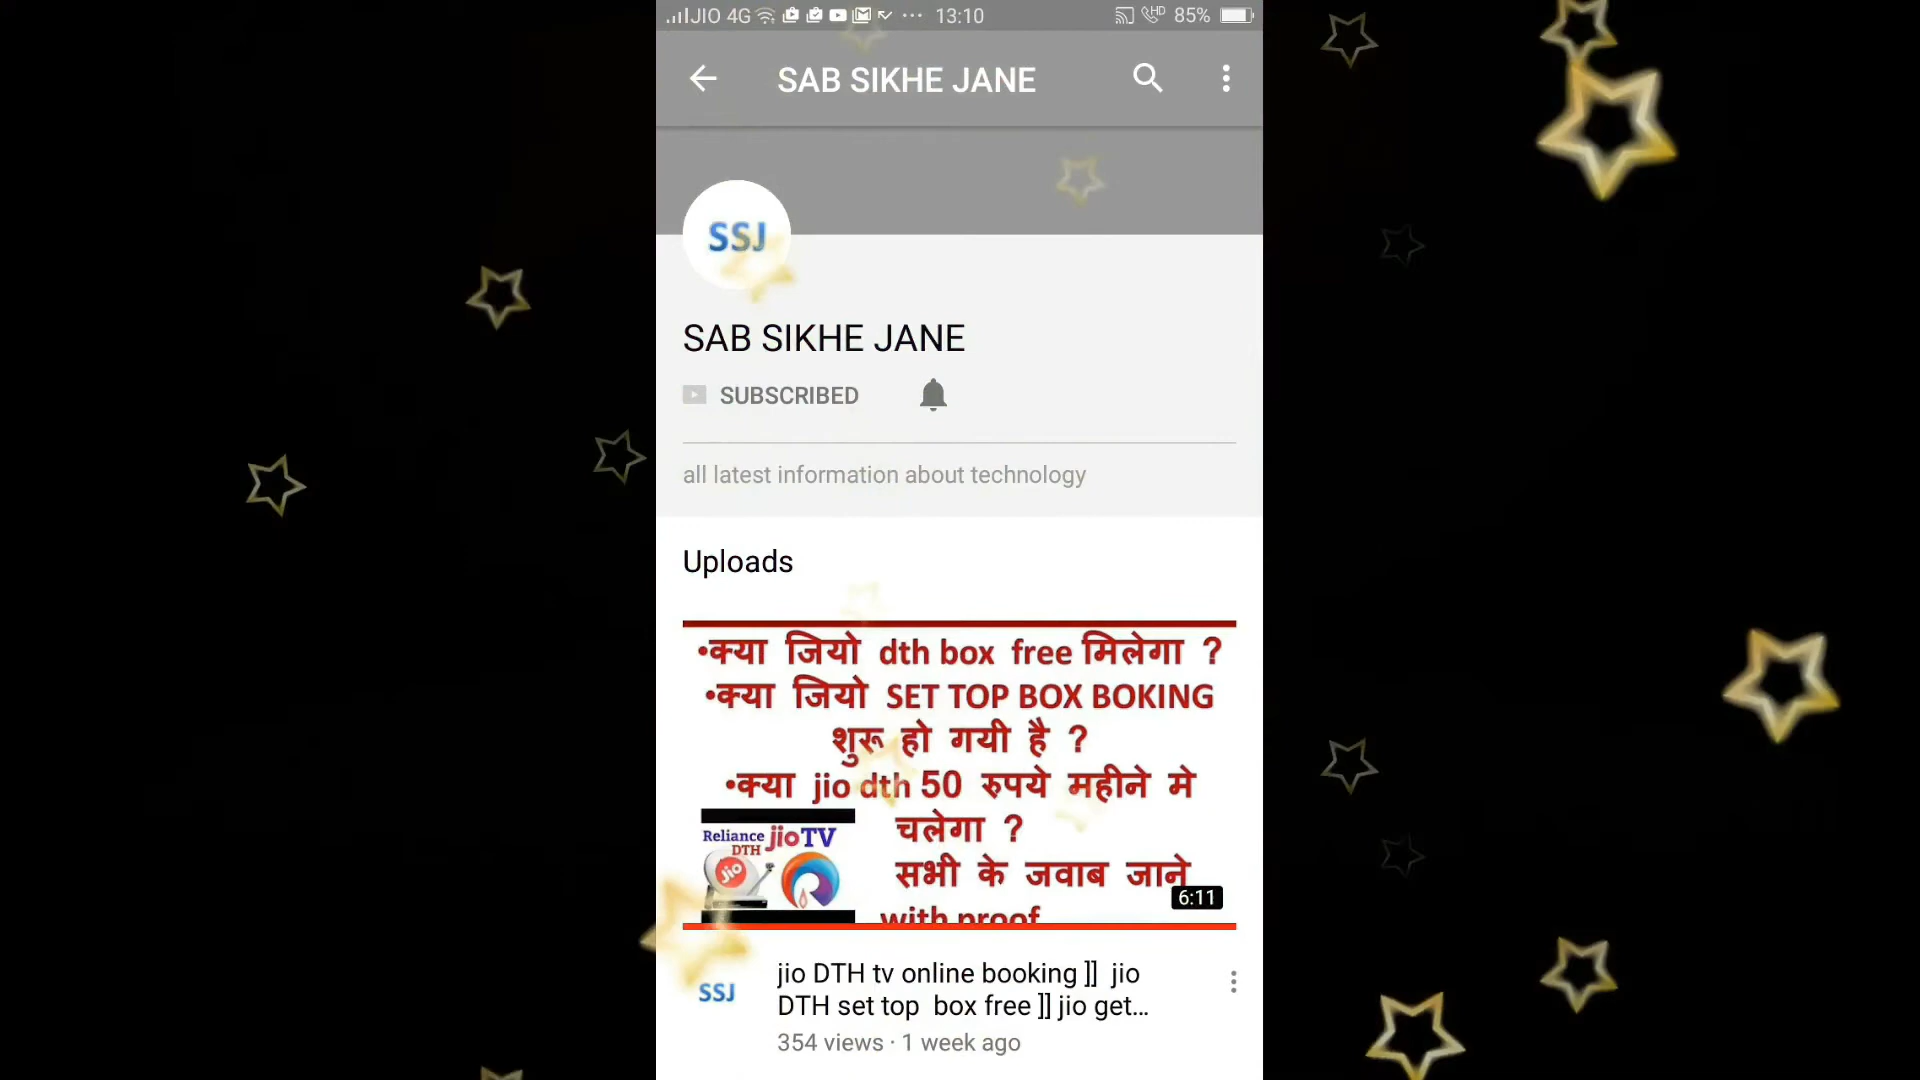 JIO 4G 13:10 HD 85%
SAB SIKHE JANE
SSJ
SAB SIKHE JANE
SUBSCRIBED
all latest information about technology
Uploads
•क्या जियो dth box free मिलेगा ?
•क्या जियो SET TOP BOX BOKING
शुरू हो गयी है ?
•क्या jio dth 50 रुपये महीने मे
चलेगा ?
Reliance jioTV
DTH
jio
सभी के जवाब जाने
6:11
with proof
jio DTH tv online booking ]] jio
SSJ
DTH set top box free ]] jio get...
354 views · 1 week ago